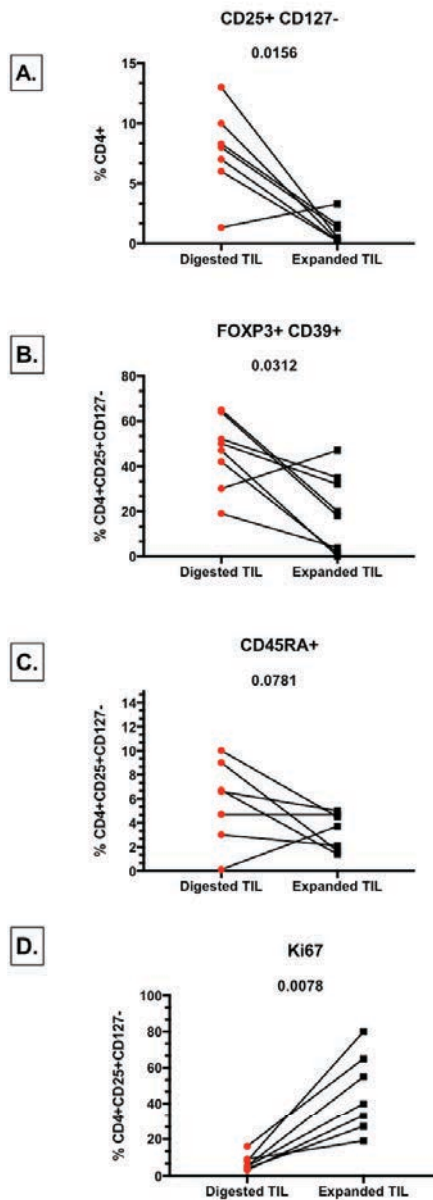 A.
CD25+ CD127-
0.0156
% CD4+
15
10
5
0
Digested TIL Expanded TIL
B.
FOXP3+ CD39+
0.0312
% CD4+CD25+CD127-
80
60
40
20
0
Digested TIL Expanded TIL
C.
CD45RA+
0.0781
% CD4+CD25+CD127-
14
12
10
8
6
4
2
0
Digested TIL Expanded TIL
D.
Ki67
0.0078
% CD4+CD25+CD127-
100
80
60
40
20
0
Digested TIL Expanded TIL